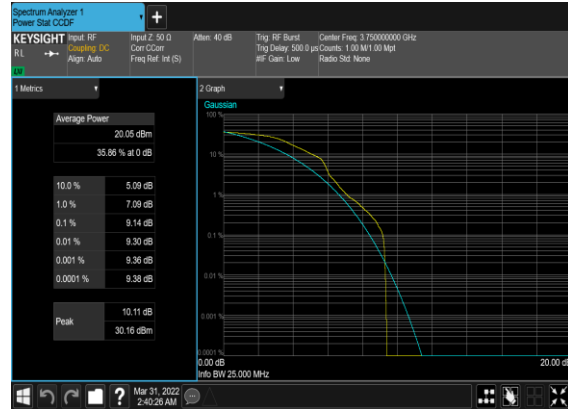 Spectrum Analyzer 1
Power Stat CCDF
KEYSIGHT
RL
LXI
Input: RF
Coupling: DC
Align: Auto
Input Z: 50 Ω
Corr CCorr
Freq Ref: Int (S)
Atten: 40 dB
Trig: RF Burst
Trig Delay: 500.0 µs
#IF Gain: Low
Center Freq: 3.750000000 GHz
Counts: 1.00 M/1.00 Mpt
Radio Std: None
1 Metrics
Average Power
20.05 dBm
35.86 % at 0 dB
10.0 % 5.09 dB
1.0 % 7.09 dB
0.1 % 9.14 dB
0.01 % 9.30 dB
0.001 % 9.36 dB
0.0001 % 9.38 dB
Peak
10.11 dB
30.16 dBm
2 Graph
Gaussian
100 %
10 %
1 %
0.1 %
0.01 %
0.001 %
0.0001 %
0.00 dB
20.00 dB
Info BW 25.000 MHz
?
Mar 31, 2022
2:40:26 AM